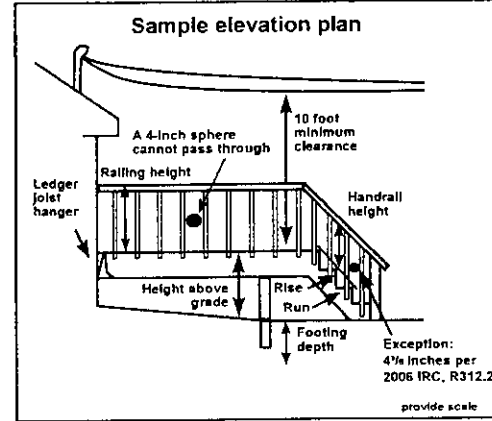 Sample elevation plan
10 foot
minimum
clearance
A 4-inch sphere
cannot pass through
Railing height
Ledger
joist
hanger
Handrail
height
Height above
grade
Rise
Run
Footing
depth
Exception:
4⅜ inches per
2006 IRC, R312.2
provide scale